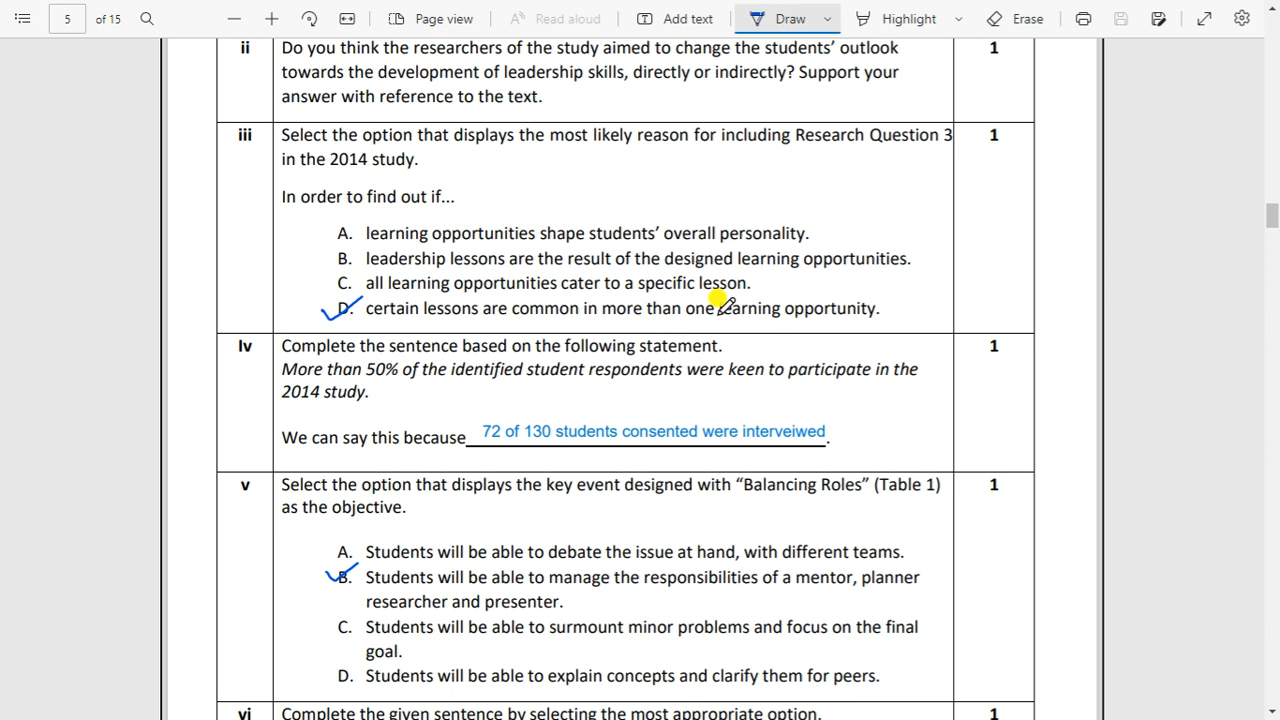 5 of 15 Page view Read aloud Add text Draw Highlight Erase
ii Do you think the researchers of the study aimed to change the students' outlook 1
towards the development of leadership skills, directly or indirectly? Support your
answer with reference to the text.
iii Select the option that displays the most likely reason for including Research Question 3 1
in the 2014 study.
In order to find out if...
A. learning opportunities shape students' overall personality.
B. leadership lessons are the result of the designed learning opportunities.
C. all learning opportunities cater to a specific lesson.
D. certain lessons are common in more than one learning opportunity.
Iv Complete the sentence based on the following statement. 1
More than 50% of the identified student respondents were keen to participate in the
2014 study.
We can say this because 72 of 130 students consented were interveiwed.
v Select the option that displays the key event designed with "Balancing Roles" (Table 1) 1
as the objective.
A. Students will be able to debate the issue at hand, with different teams.
B. Students will be able to manage the responsibilities of a mentor, planner
researcher and presenter.
C. Students will be able to surmount minor problems and focus on the final
goal.
D. Students will be able to explain concepts and clarify them for peers.
vi Complete the given sentence by selecting the most appropriate option. 1